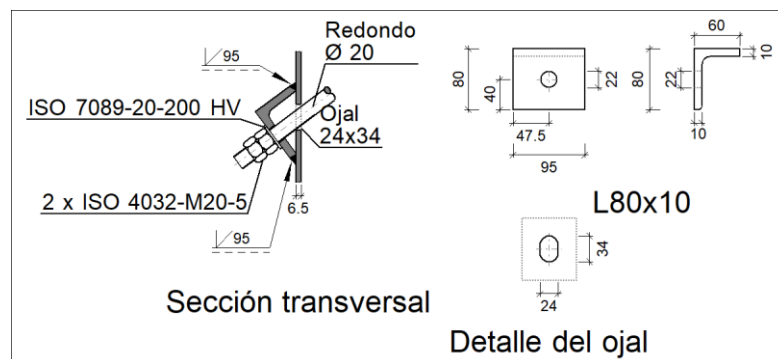 95
Redondo
Ø 20
ISO 7089-20-200 HV
Ojal
24x34
2 x ISO 4032-M20-5
6.5
95
Sección transversal
80
40
22
47.5
95
60
10
80
22
10
L80x10
34
24
Detalle del ojal